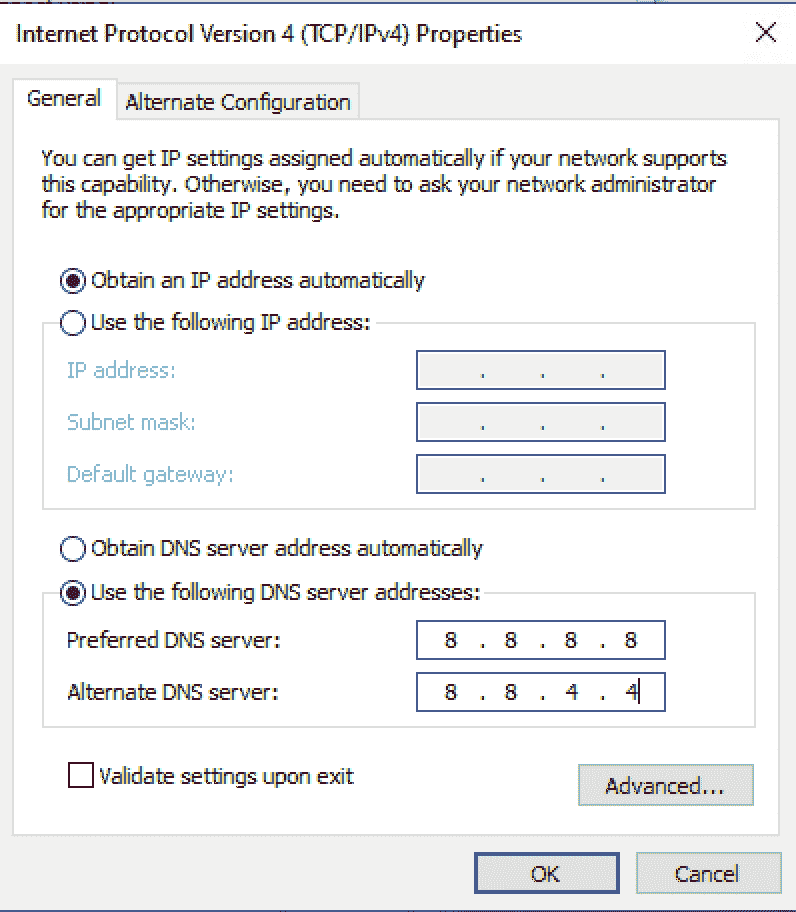 Internet Protocol Version 4 (TCP/IPv4) Properties
General
Alternate Configuration
You can get IP settings assigned automatically if your network supports
this capability. Otherwise, you need to ask your network administrator
for the appropriate IP settings.
Obtain an IP address automatically
Use the following IP address:
IP address:
. . .
Subnet mask:
. . .
Default gateway:
. . .
Obtain DNS server address automatically
Use the following DNS server addresses:
Preferred DNS server:
8 . 8 . 8 . 8
Alternate DNS server:
8 . 8 . 4 . 4
Validate settings upon exit
Advanced...
OK
Cancel